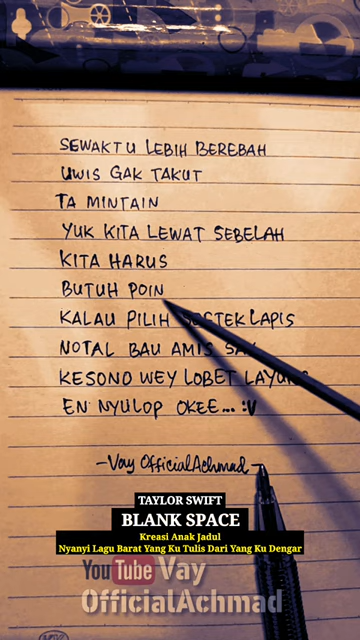 SEWAKTU LEBIH BEREBAH
UWIS GAK TAKUT
TA MINTAIN
YUK KITA LEWAT SEBELAH
KITA HARUS
BUTUH POIN
KALAU PILIH LAPIS
NOTAL BAU AMIS
KESONO WEY LOBET
EN NYULOP OKEE... :V
-Vay OfficialAchmad-
TAYLOR SWIFT
BLANK SPACE
Kreasi Anak Jadul
Nyanyi Lagu Barat Yang Ku Tulis Dari Yang Ku Dengar
YouTube Vay
OfficialAchmad